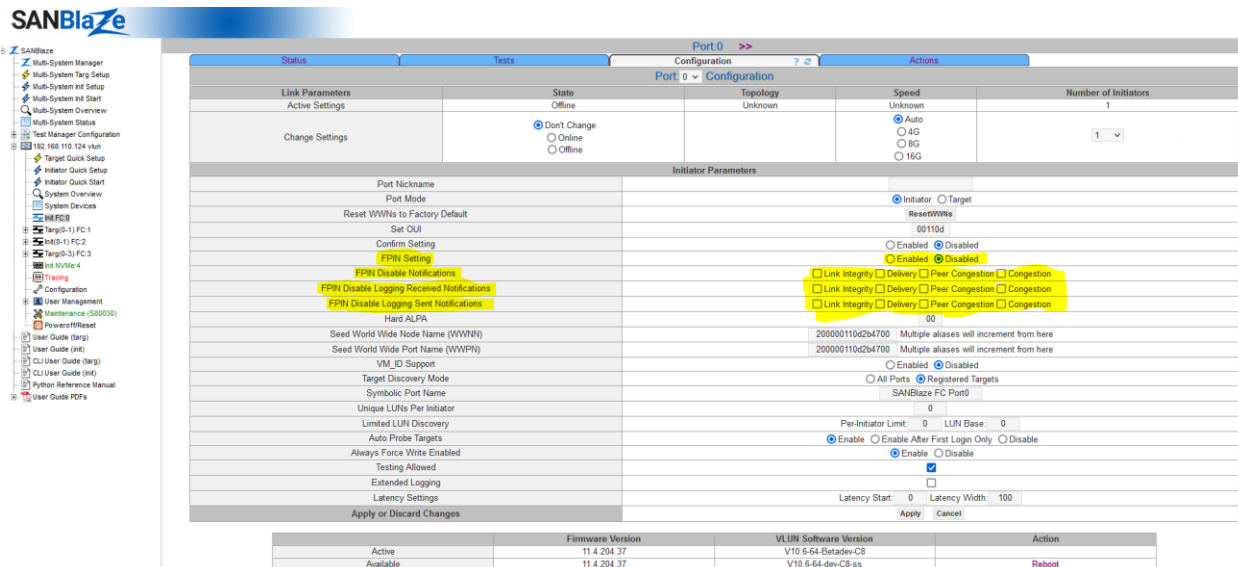 SANBlaze
SANBlaze
Multi-System Manager
Multi-System Targ Setup
Multi-System Init Setup
Multi-System Init Start
Multi-System Overview
Multi-System Status
Test Manager Configuration
192.168.110.124 vlun
Target Quick Setup
Initiator Quick Setup
Initiator Quick Start
System Overview
System Devices
Init FC:0
Targ(0-1) FC:1
Init(0-1) FC:2
Targ(0-3) FC:3
Init NVMe:4
Tracing
Configuration
User Management
Maintenance (S80030)
Poweroff/Reset
User Guide (targ)
User Guide (init)
CLI User Guide (targ)
CLI User Guide (init)
Python Reference Manual
User Guide PDFs
Port:0 >>
Status Tests Configuration ? Actions
Port: 0 Configuration
Link Parameters State Topology Speed Number of Initiators
Active Settings Offline Unknown Unknown 1
Change Settings Don't Change Online Offline Auto 4G 8G 16G 1
Initiator Parameters
Port Nickname
Port Mode Initiator Target
Reset WWNs to Factory Default ResetWWNs
Set OUI 00110d
Confirm Setting Enabled Disabled
FPIN Setting Enabled Disabled
FPIN Disable Notifications Link Integrity Delivery Peer Congestion Congestion
FPIN Disable Logging Received Notifications Link Integrity Delivery Peer Congestion Congestion
FPIN Disable Logging Sent Notifications Link Integrity Delivery Peer Congestion Congestion
Hard ALPA 00
Seed World Wide Node Name (WWNN) 200000110d2b4700 Multiple aliases will increment from here
Seed World Wide Port Name (WWPN) 200000110d2b4700 Multiple aliases will increment from here
VM_ID Support Enabled Disabled
Target Discovery Mode All Ports Registered Targets
Symbolic Port Name SANBlaze FC Port0
Unique LUNs Per Initiator 0
Limited LUN Discovery Per-Initiator Limit: 0 LUN Base: 0
Auto Probe Targets Enable Enable After First Login Only Disable
Always Force Write Enabled Enable Disable
Testing Allowed
Extended Logging
Latency Settings Latency Start: 0 Latency Width: 100
Apply or Discard Changes Apply Cancel
Firmware Version VLUN Software Version Action
Active 11.4.204.37 V10.6-64-Betadev-C8
Available 11.4.204.37 V10.6-64-dev-C8-ss Reboot